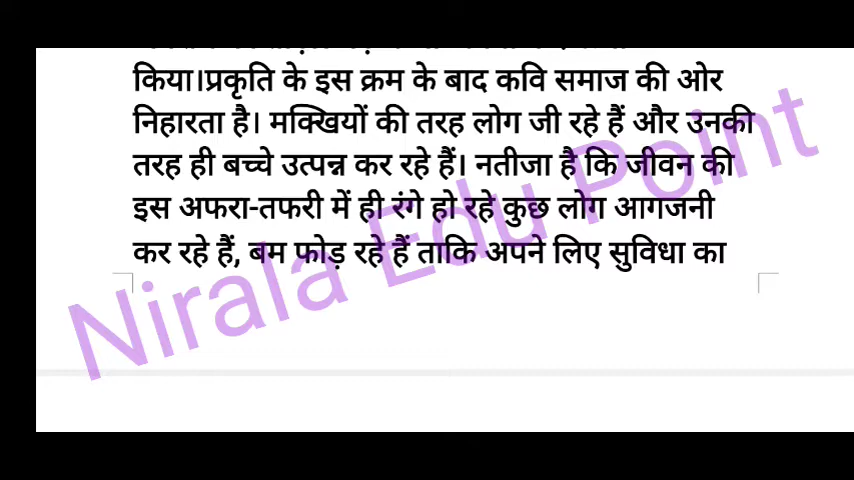 किया।प्रकृति के इस क्रम के बाद कवि समाज की ओर
निहारता है। मक्खियों की तरह लोग जी रहे हैं और उनकी
तरह ही बच्चे उत्पन्न कर रहे हैं। नतीजा है कि जीवन की
इस अफरा-तफरी में ही रंगे हो रहे कुछ लोग आगजनी
कर रहे हैं, बम फोड़ रहे हैं ताकि अपने लिए सुविधा का
Nirala Edu Point